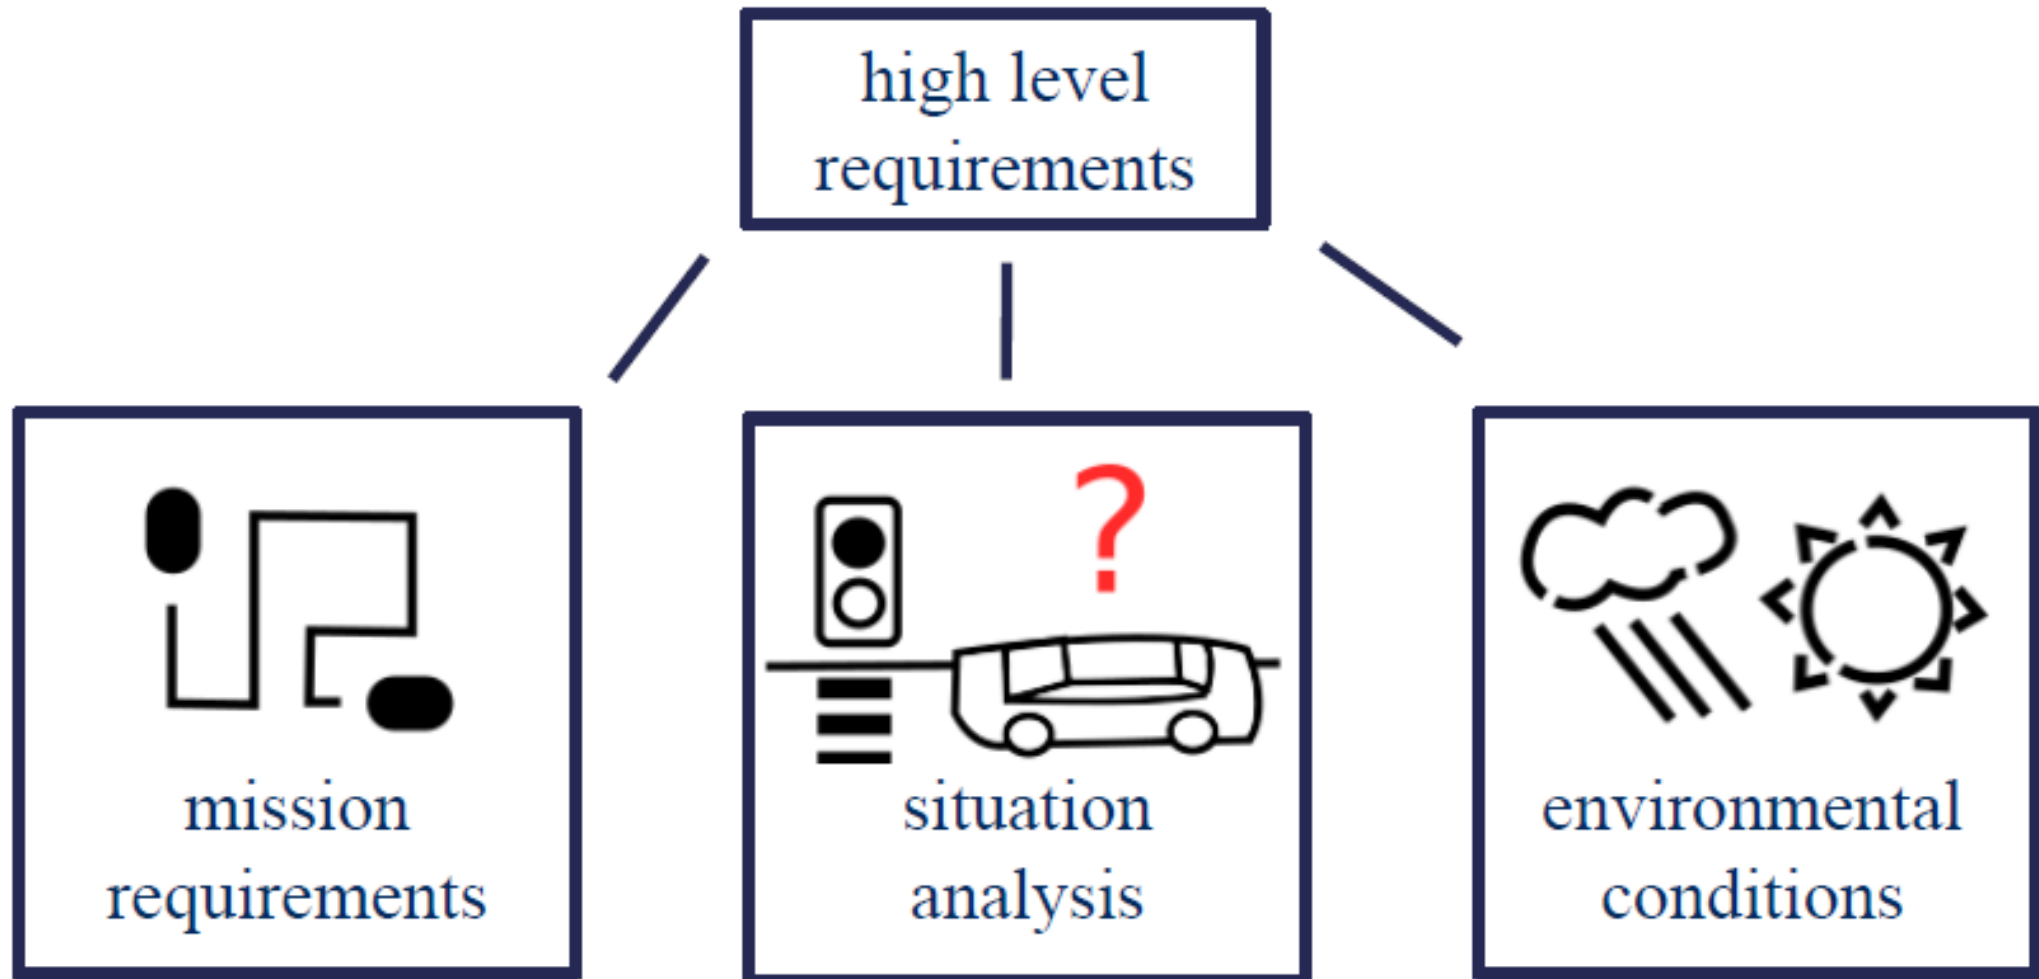 high level
requirements
?
mission
requirements
situation
analysis
environmental
conditions